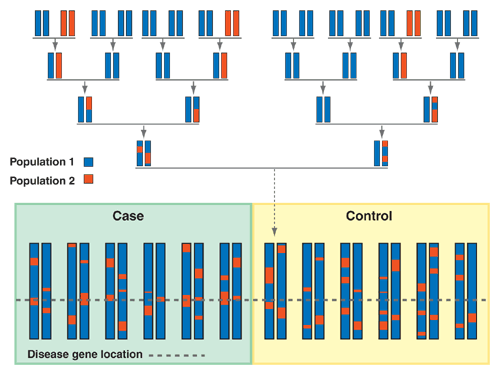 Population 1
Population 2
Case
Control
Disease gene location